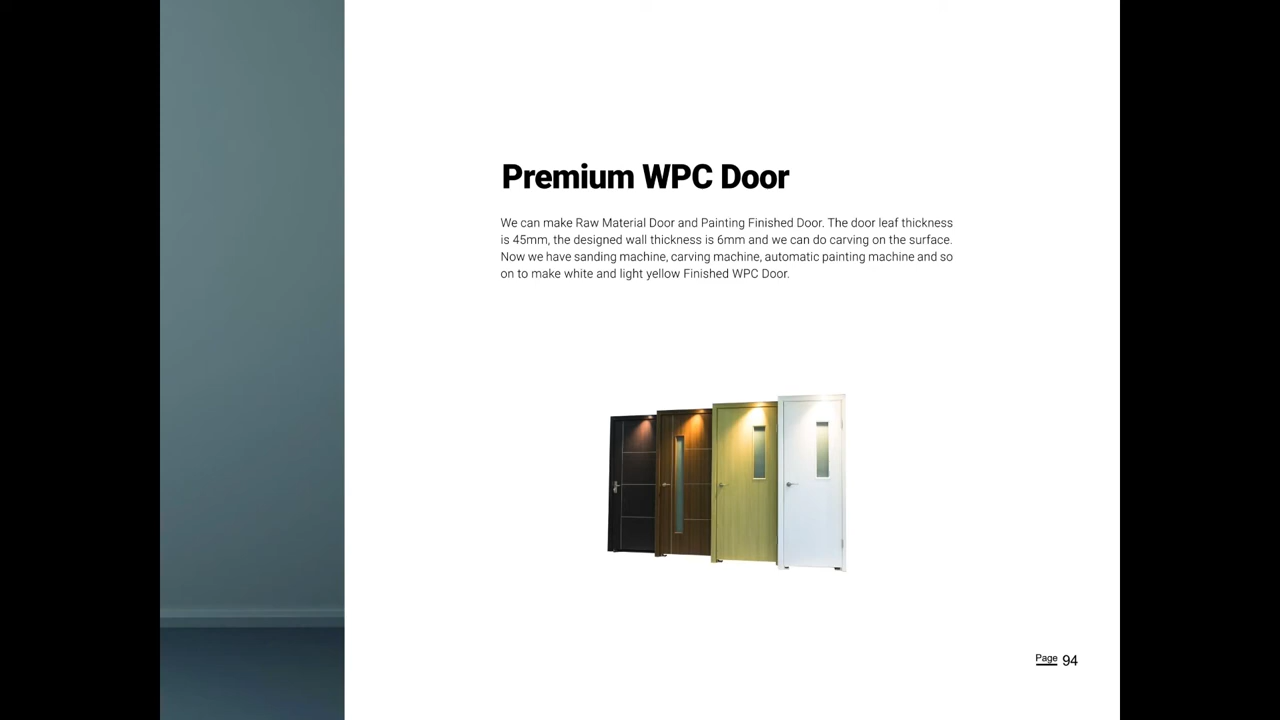 Premium WPC Door
We can make Raw Material Door and Painting Finished Door. The door leaf thickness
is 45mm, the designed wall thickness is 6mm and we can do carving on the surface.
Now we have sanding machine, carving machine, automatic painting machine and so
on to make white and light yellow Finished WPC Door.
Page 94